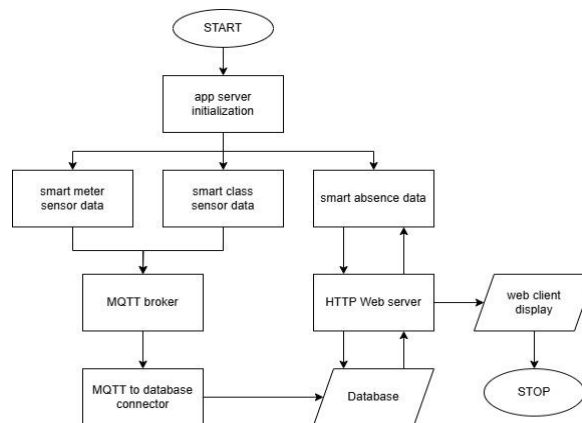 START
app server
initialization
smart meter
sensor data
smart class
sensor data
smart absence data
MQTT broker
HTTP Web server
web client
display
MQTT to database
connector
Database
STOP